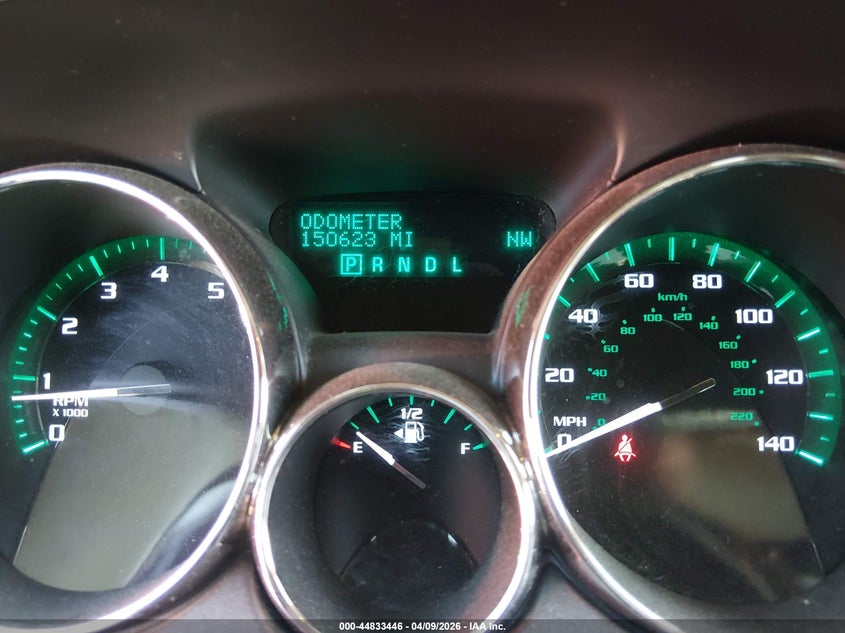 ODOMETER
150623 MI NW
P R N D L
0 1 2 3 4 5
RPM
X 1000
E 1/2 F
0 20 40 60 80 100 120 140
MPH
km/h
0 20 40 60 80 100 120 140 160 180 200 220
000-44833446 - 04/09/2026 - IAA Inc.